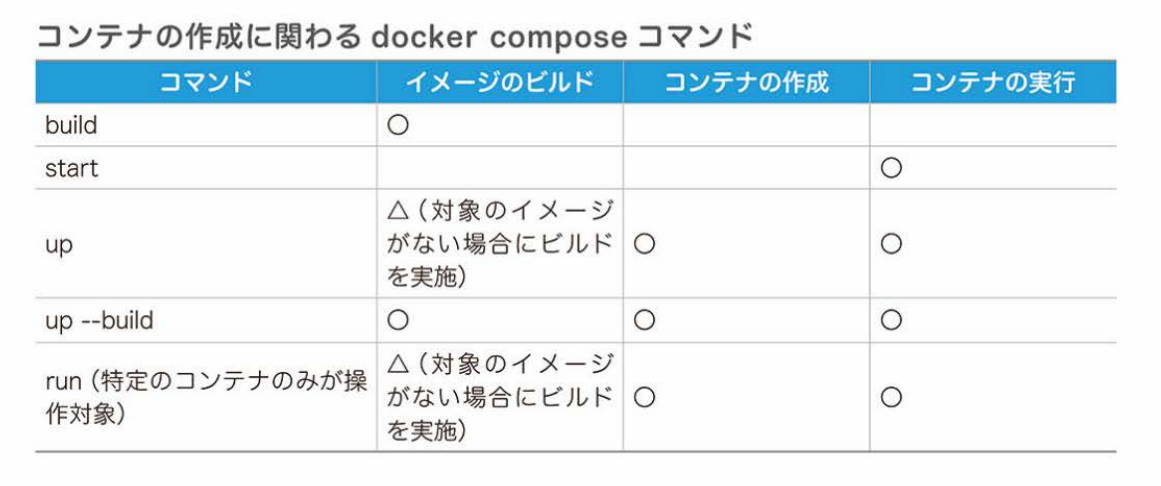 コンテナの作成に関わる docker compose コマンド
コマンド イメージのビルド コンテナの作成 コンテナの実行
build ○
start ○
up △(対象のイメージがない場合にビルドを実施) ○ ○
up --build ○ ○ ○
run(特定のコンテナのみが操作対象) △(対象のイメージがない場合にビルドを実施) ○ ○